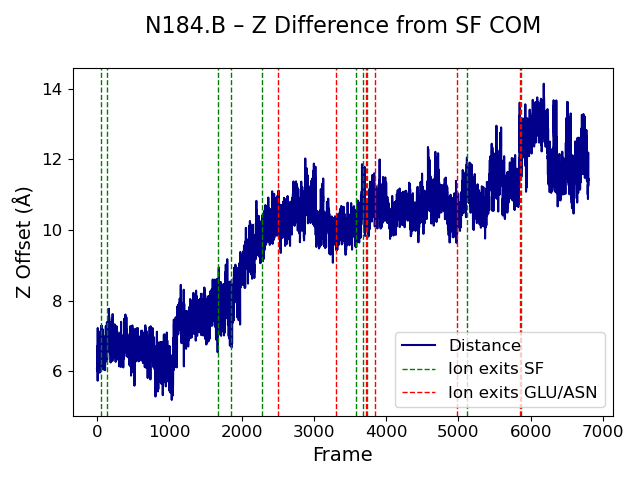 N184.B – Z Difference from SF COM
14
12
10
8
6
Z Offset (Å)
0 1000 2000 3000 4000 5000 6000 7000
Frame
Distance
Ion exits SF
Ion exits GLU/ASN